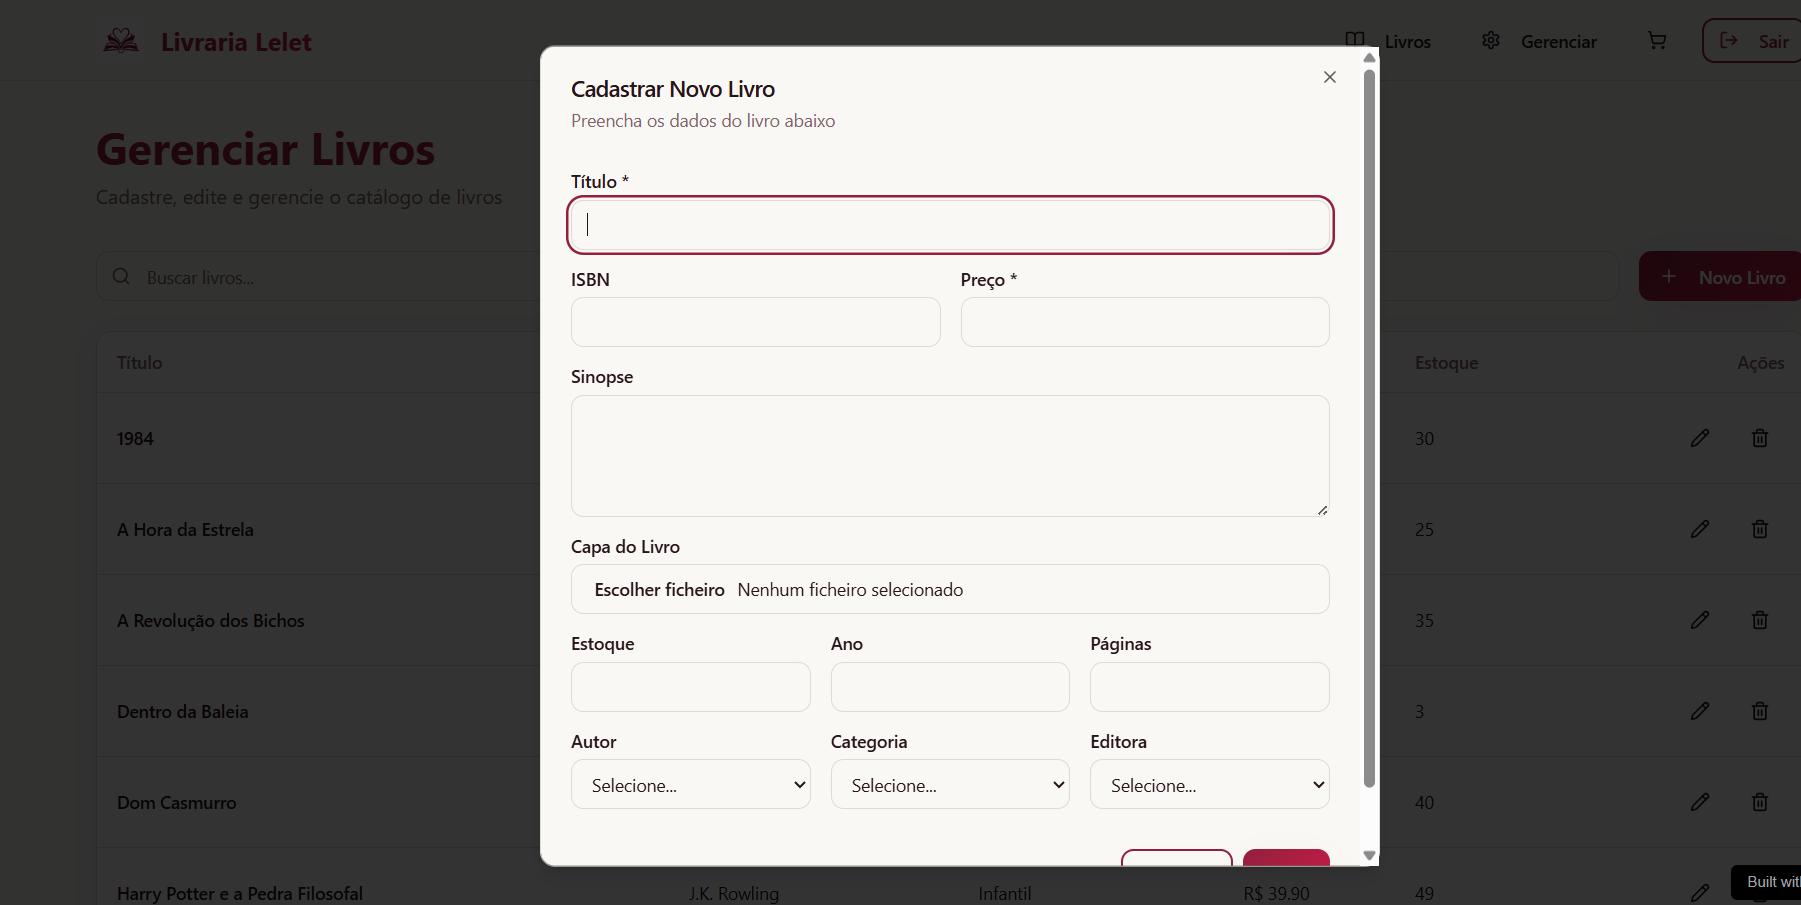 Livraria Lelet
Livros
Gerenciar
Sair
Gerenciar Livros
Cadastre, edite e gerencie o catálogo de livros
Buscar livros...
Novo Livro
Cadastrar Novo Livro
Preencha os dados do livro abaixo
Título *
ISBN
Preço *
Sinopse
Capa do Livro
Escolher ficheiro Nenhum ficheiro selecionado
Estoque
Ano
Páginas
Autor
Categoria
Editora
Selecione...
Selecione...
Selecione...
Título
Estoque
Ações
1984
30
A Hora da Estrela
25
A Revolução dos Bichos
35
Dentro da Baleia
3
Dom Casmurro
40
Harry Potter e a Pedra Filosofal
J.K. Rowling
Infantil
R$ 39.90
49
Built